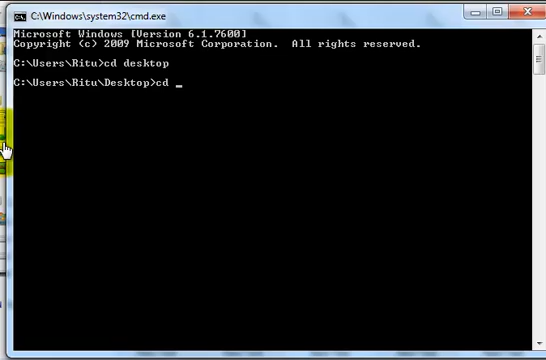 C:\Windows\system32\cmd.exe
Microsoft Windows [Version 6.1.7600]
Copyright (c) 2009 Microsoft Corporation.  All rights reserved.
C:\Users\Ritu>cd desktop
C:\Users\Ritu\Desktop>cd _